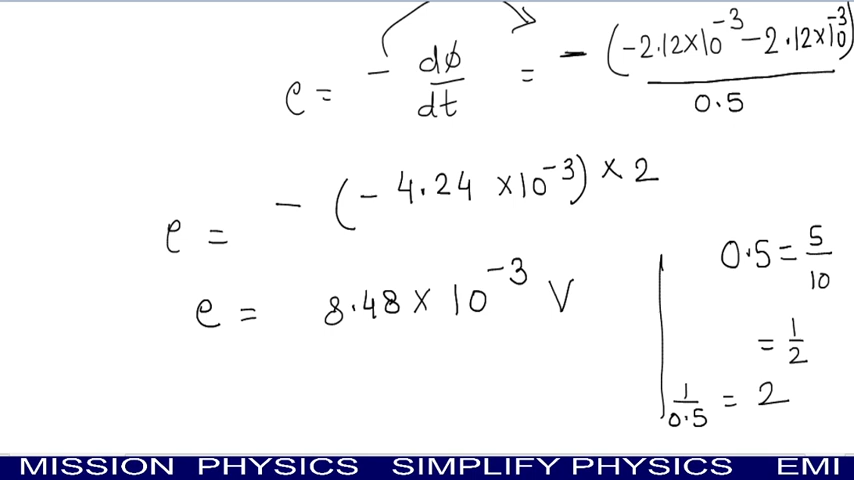 e = - dϕ/dt = - (-2.12×10⁻³ - 2.12×10⁻³)/0.5
e = - (- 4.24 ×10⁻³) × 2
e = 8.48 × 10⁻³ V
0.5 = 5/10
= 1/2
1/0.5 = 2
MISSION PHYSICS SIMPLIFY PHYSICS EMI